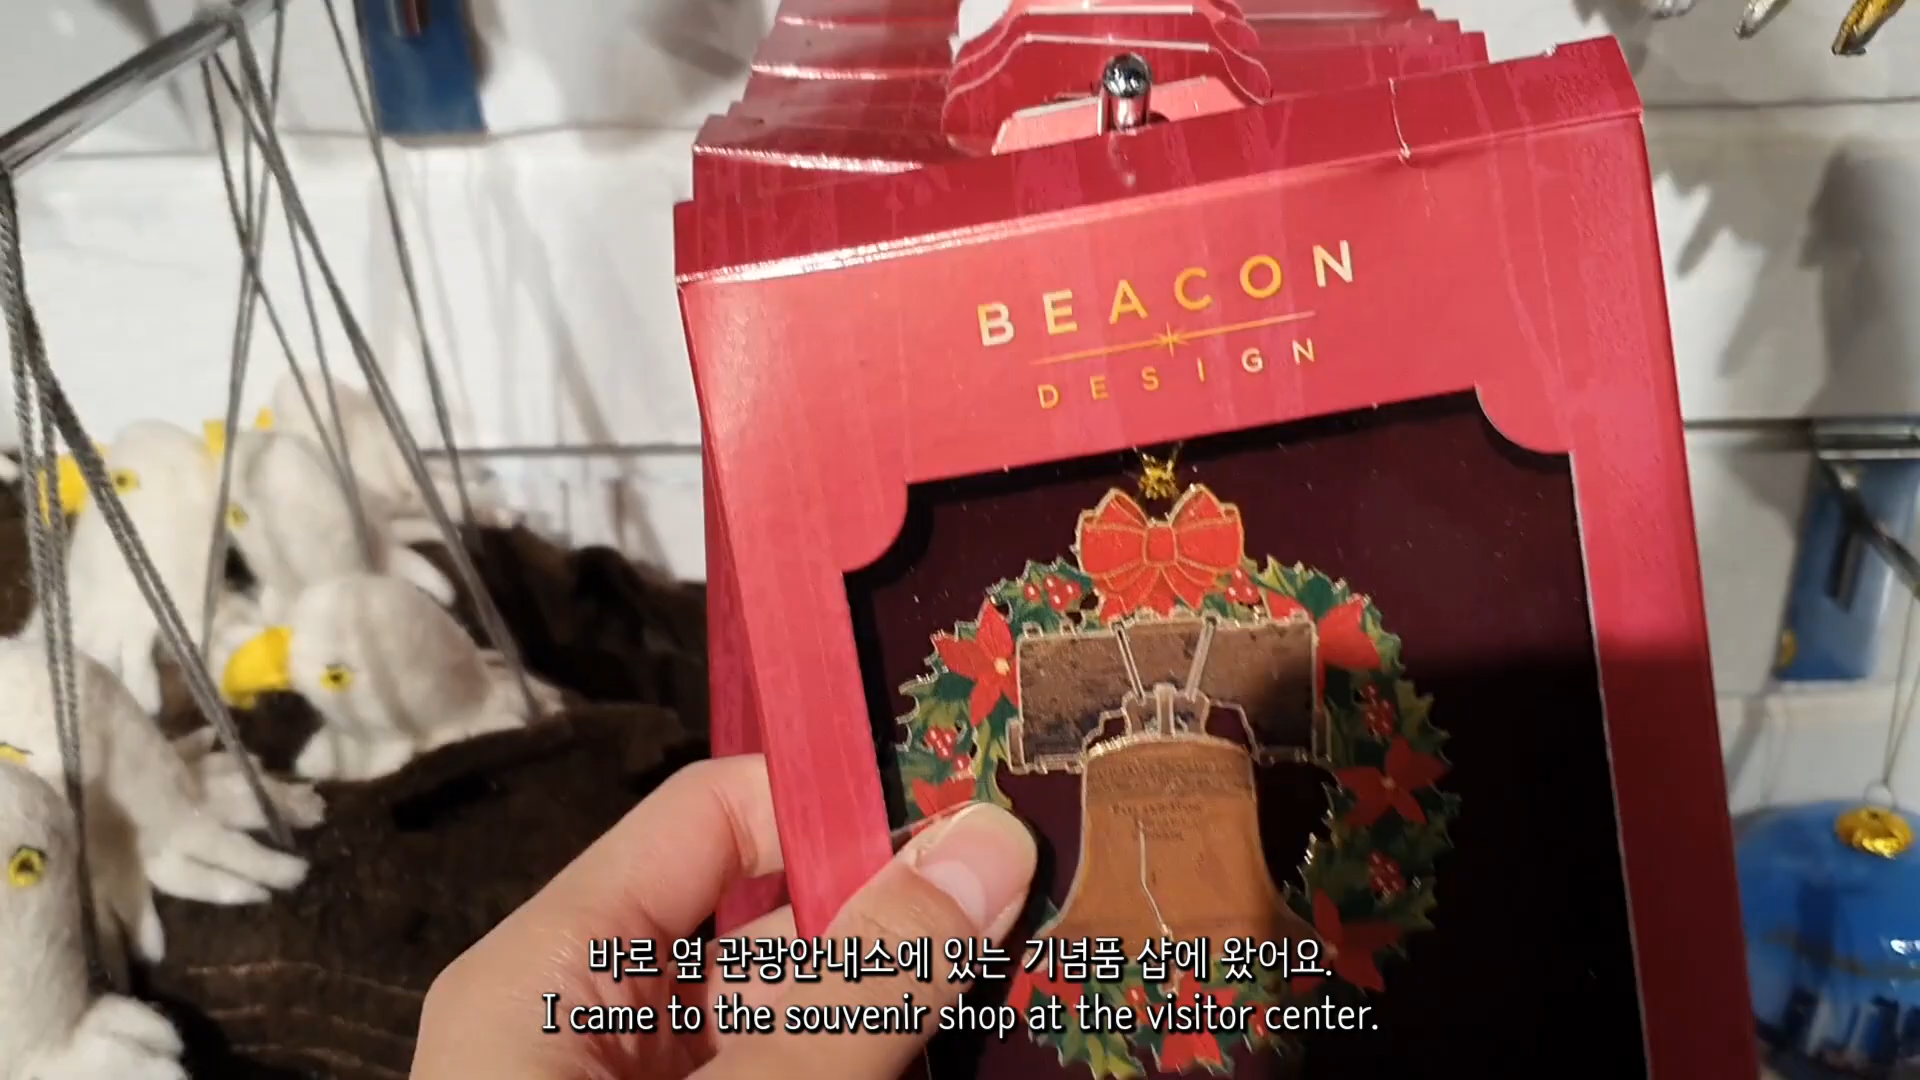 BEACON
DESIGN
바로 옆 관광안내소에 있는 기념품 샵에 왔어요.
I came to the souvenir shop at the visitor center.